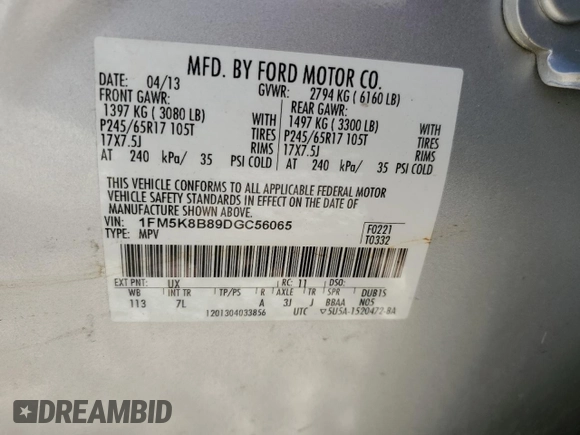 MFD. BY FORD MOTOR CO.
DATE: 04/13 GVWR: 2794 KG ( 6160 LB)
FRONT GAWR: REAR GAWR:
1397 KG ( 3080 LB) WITH 1497 KG ( 3300 LB) WITH
P245/65R17 105T TIRES P245/65R17 105T TIRES
17X7.5J RIMS 17X7.5J RIMS
AT 240 kPa/ 35 PSI COLD AT 240 kPa/ 35 PSI COLD
THIS VEHICLE CONFORMS TO ALL APPLICABLE FEDERAL MOTOR
VEHICLE SAFETY STANDARDS IN EFFECT ON THE DATE OF
MANUFACTURE SHOWN ABOVE.
VIN: 1FM5K8B89DGC56065 F0221
TYPE: MPV T0332
EXT PNT: UX RC: 11 DSO:
WB INT TR TP/PS R AXLE TR SPR DUB15
113 7L A 3J J BBAA N05
1201304033856 UTC ▽5U5A-1520472-BA
DREAMBID